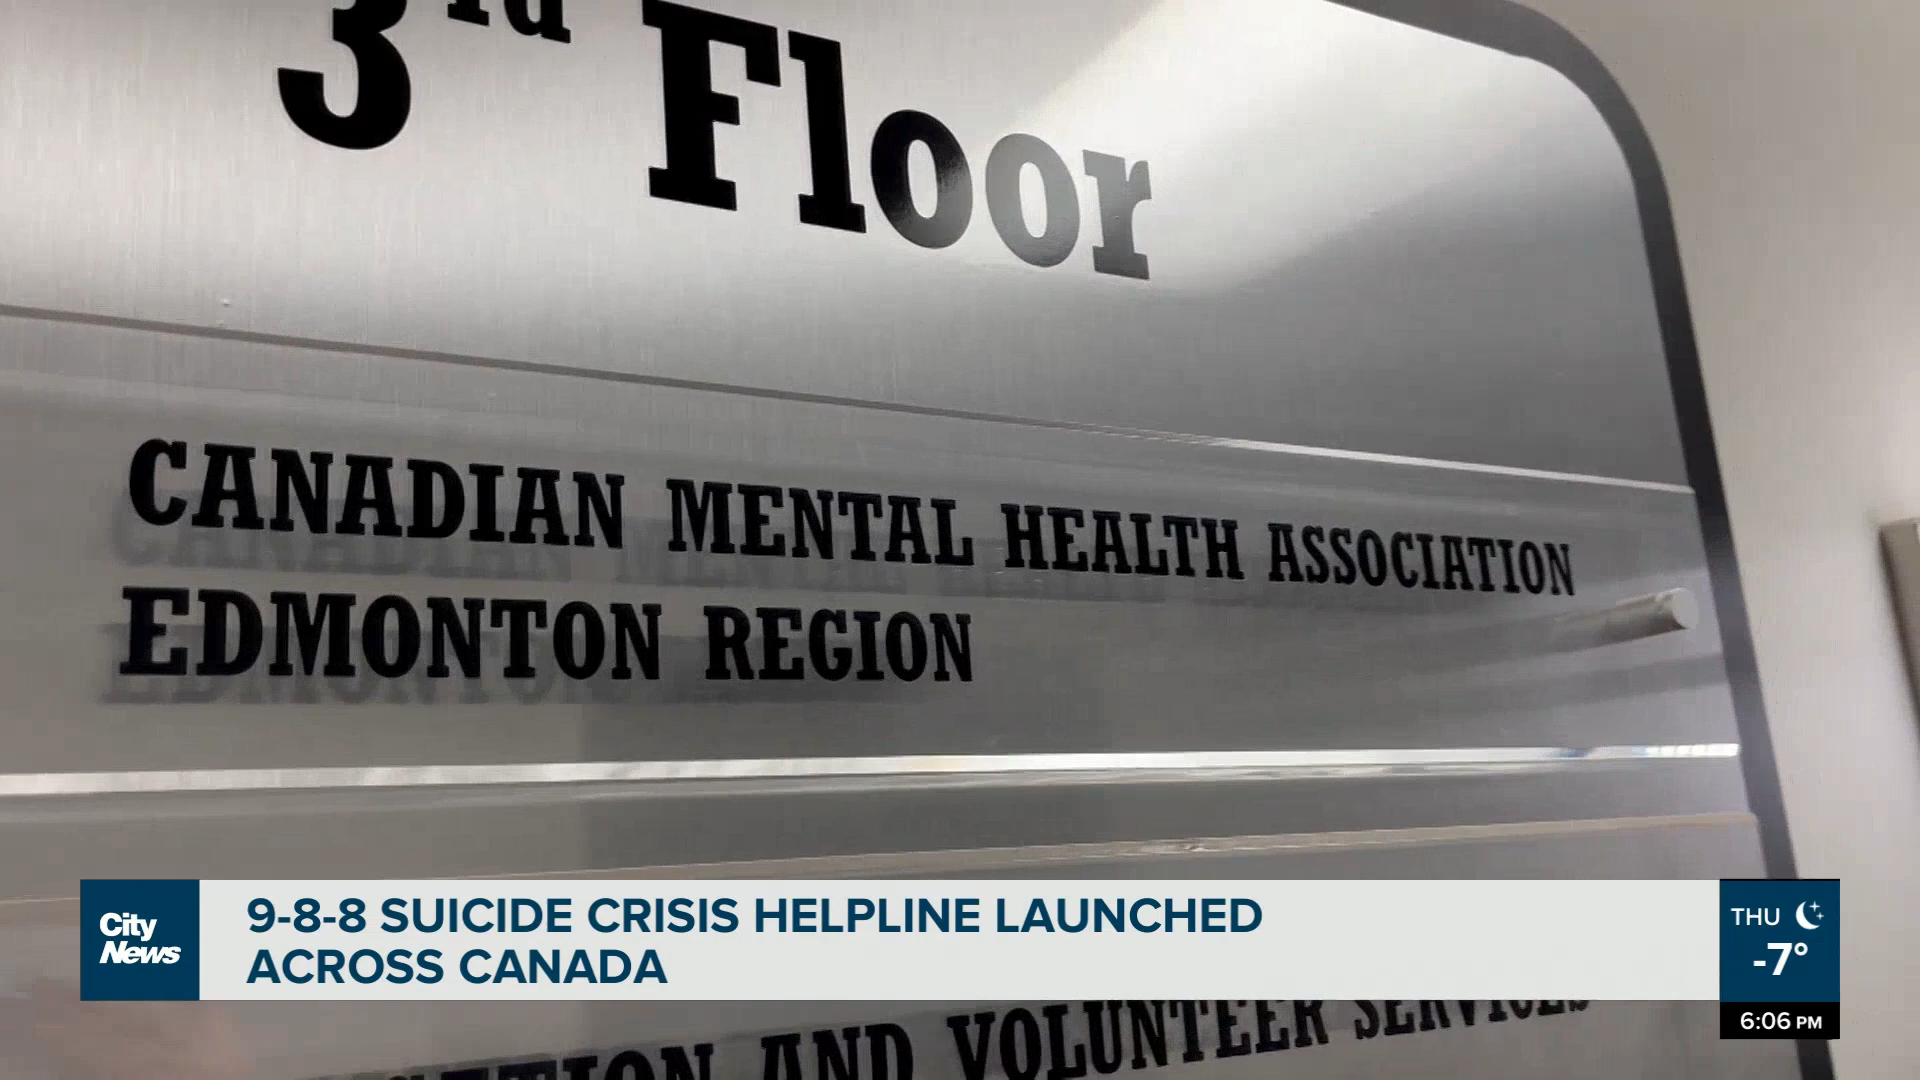 3rd Floor
CANADIAN MENTAL HEALTH ASSOCIATION
EDMONTON REGION
City
News
9-8-8 SUICIDE CRISIS HELPLINE LAUNCHED
ACROSS CANADA
THU
-7°
6:06 PM
AND VOLUNTEER SERVICES